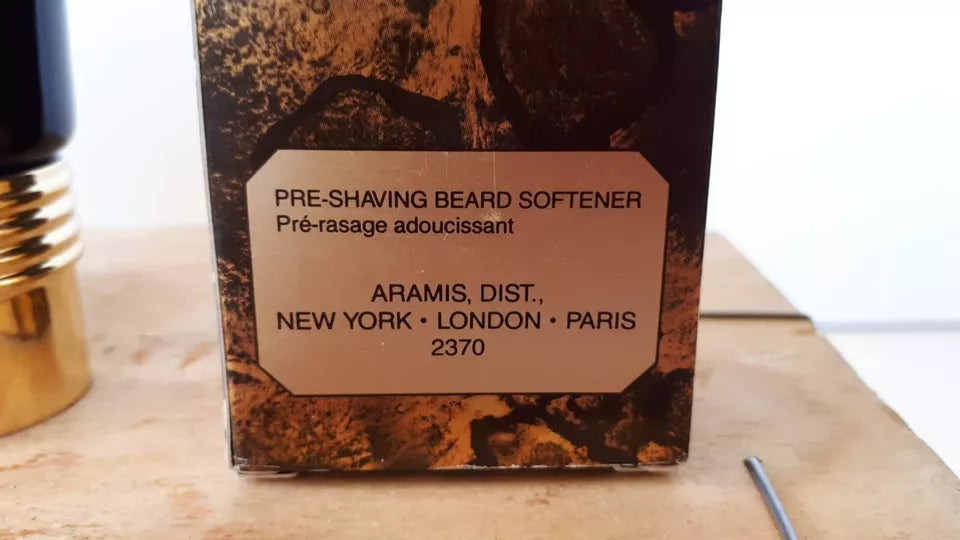 PRE-SHAVING BEARD SOFTENER
Pré-rasage adoucissant
ARAMIS, DIST.,
NEW YORK • LONDON • PARIS
2370